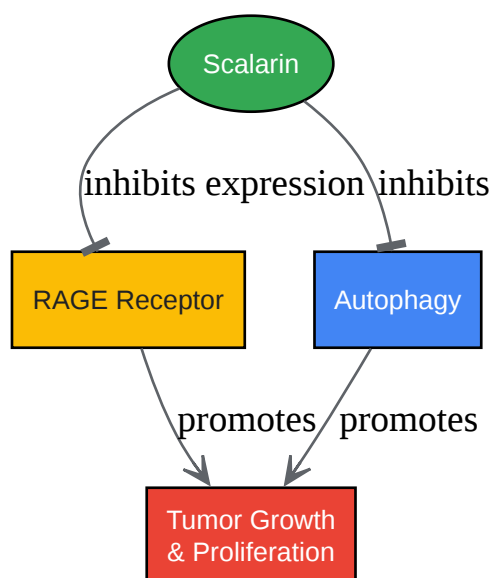 Scalarin
inhibits expression
inhibits
RAGE Receptor
Autophagy
promotes
promotes
Tumor Growth
& Proliferation